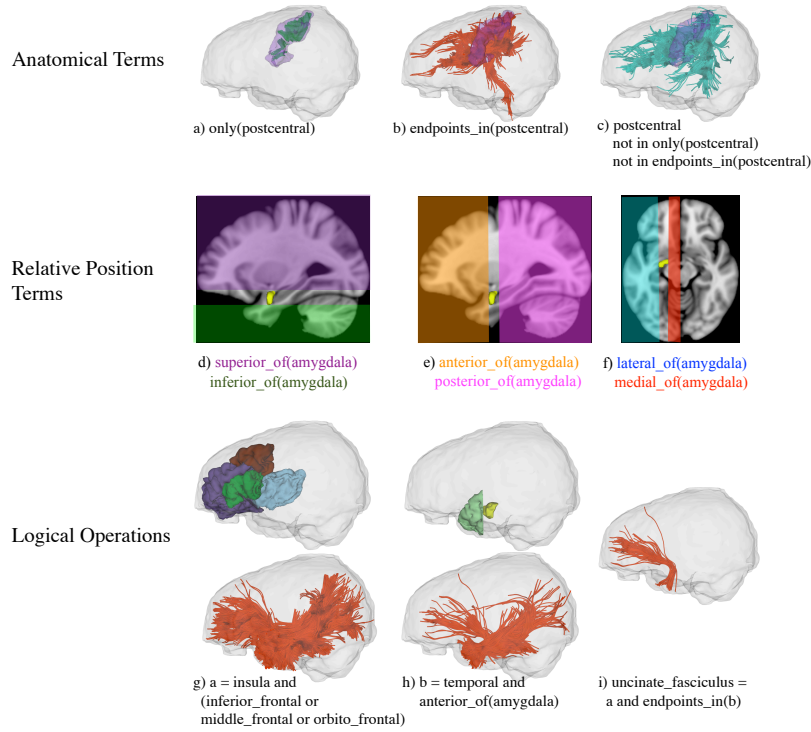 Anatomical Terms
a) only(postcentral)
b) endpoints_in(postcentral)
c) postcentral
not in only(postcentral)
not in endpoints_in(postcentral)
Relative Position
Terms
d) superior_of(amygdala)
inferior_of(amygdala)
e) anterior_of(amygdala)
posterior_of(amygdala)
f) lateral_of(amygdala)
medial_of(amygdala)
Logical Operations
g) a = insula and
(inferior_frontal or
middle_frontal or orbito_frontal)
h) b = temporal and
anterior_of(amygdala)
i) uncinate_fasciculus =
a and endpoints_in(b)